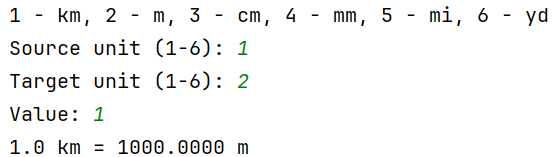 1 - km, 2 - m, 3 - cm, 4 - mm, 5 - mi, 6 - yd
Source unit (1-6): 1
Target unit (1-6): 2
Value: 1
1.0 km = 1000.0000 m